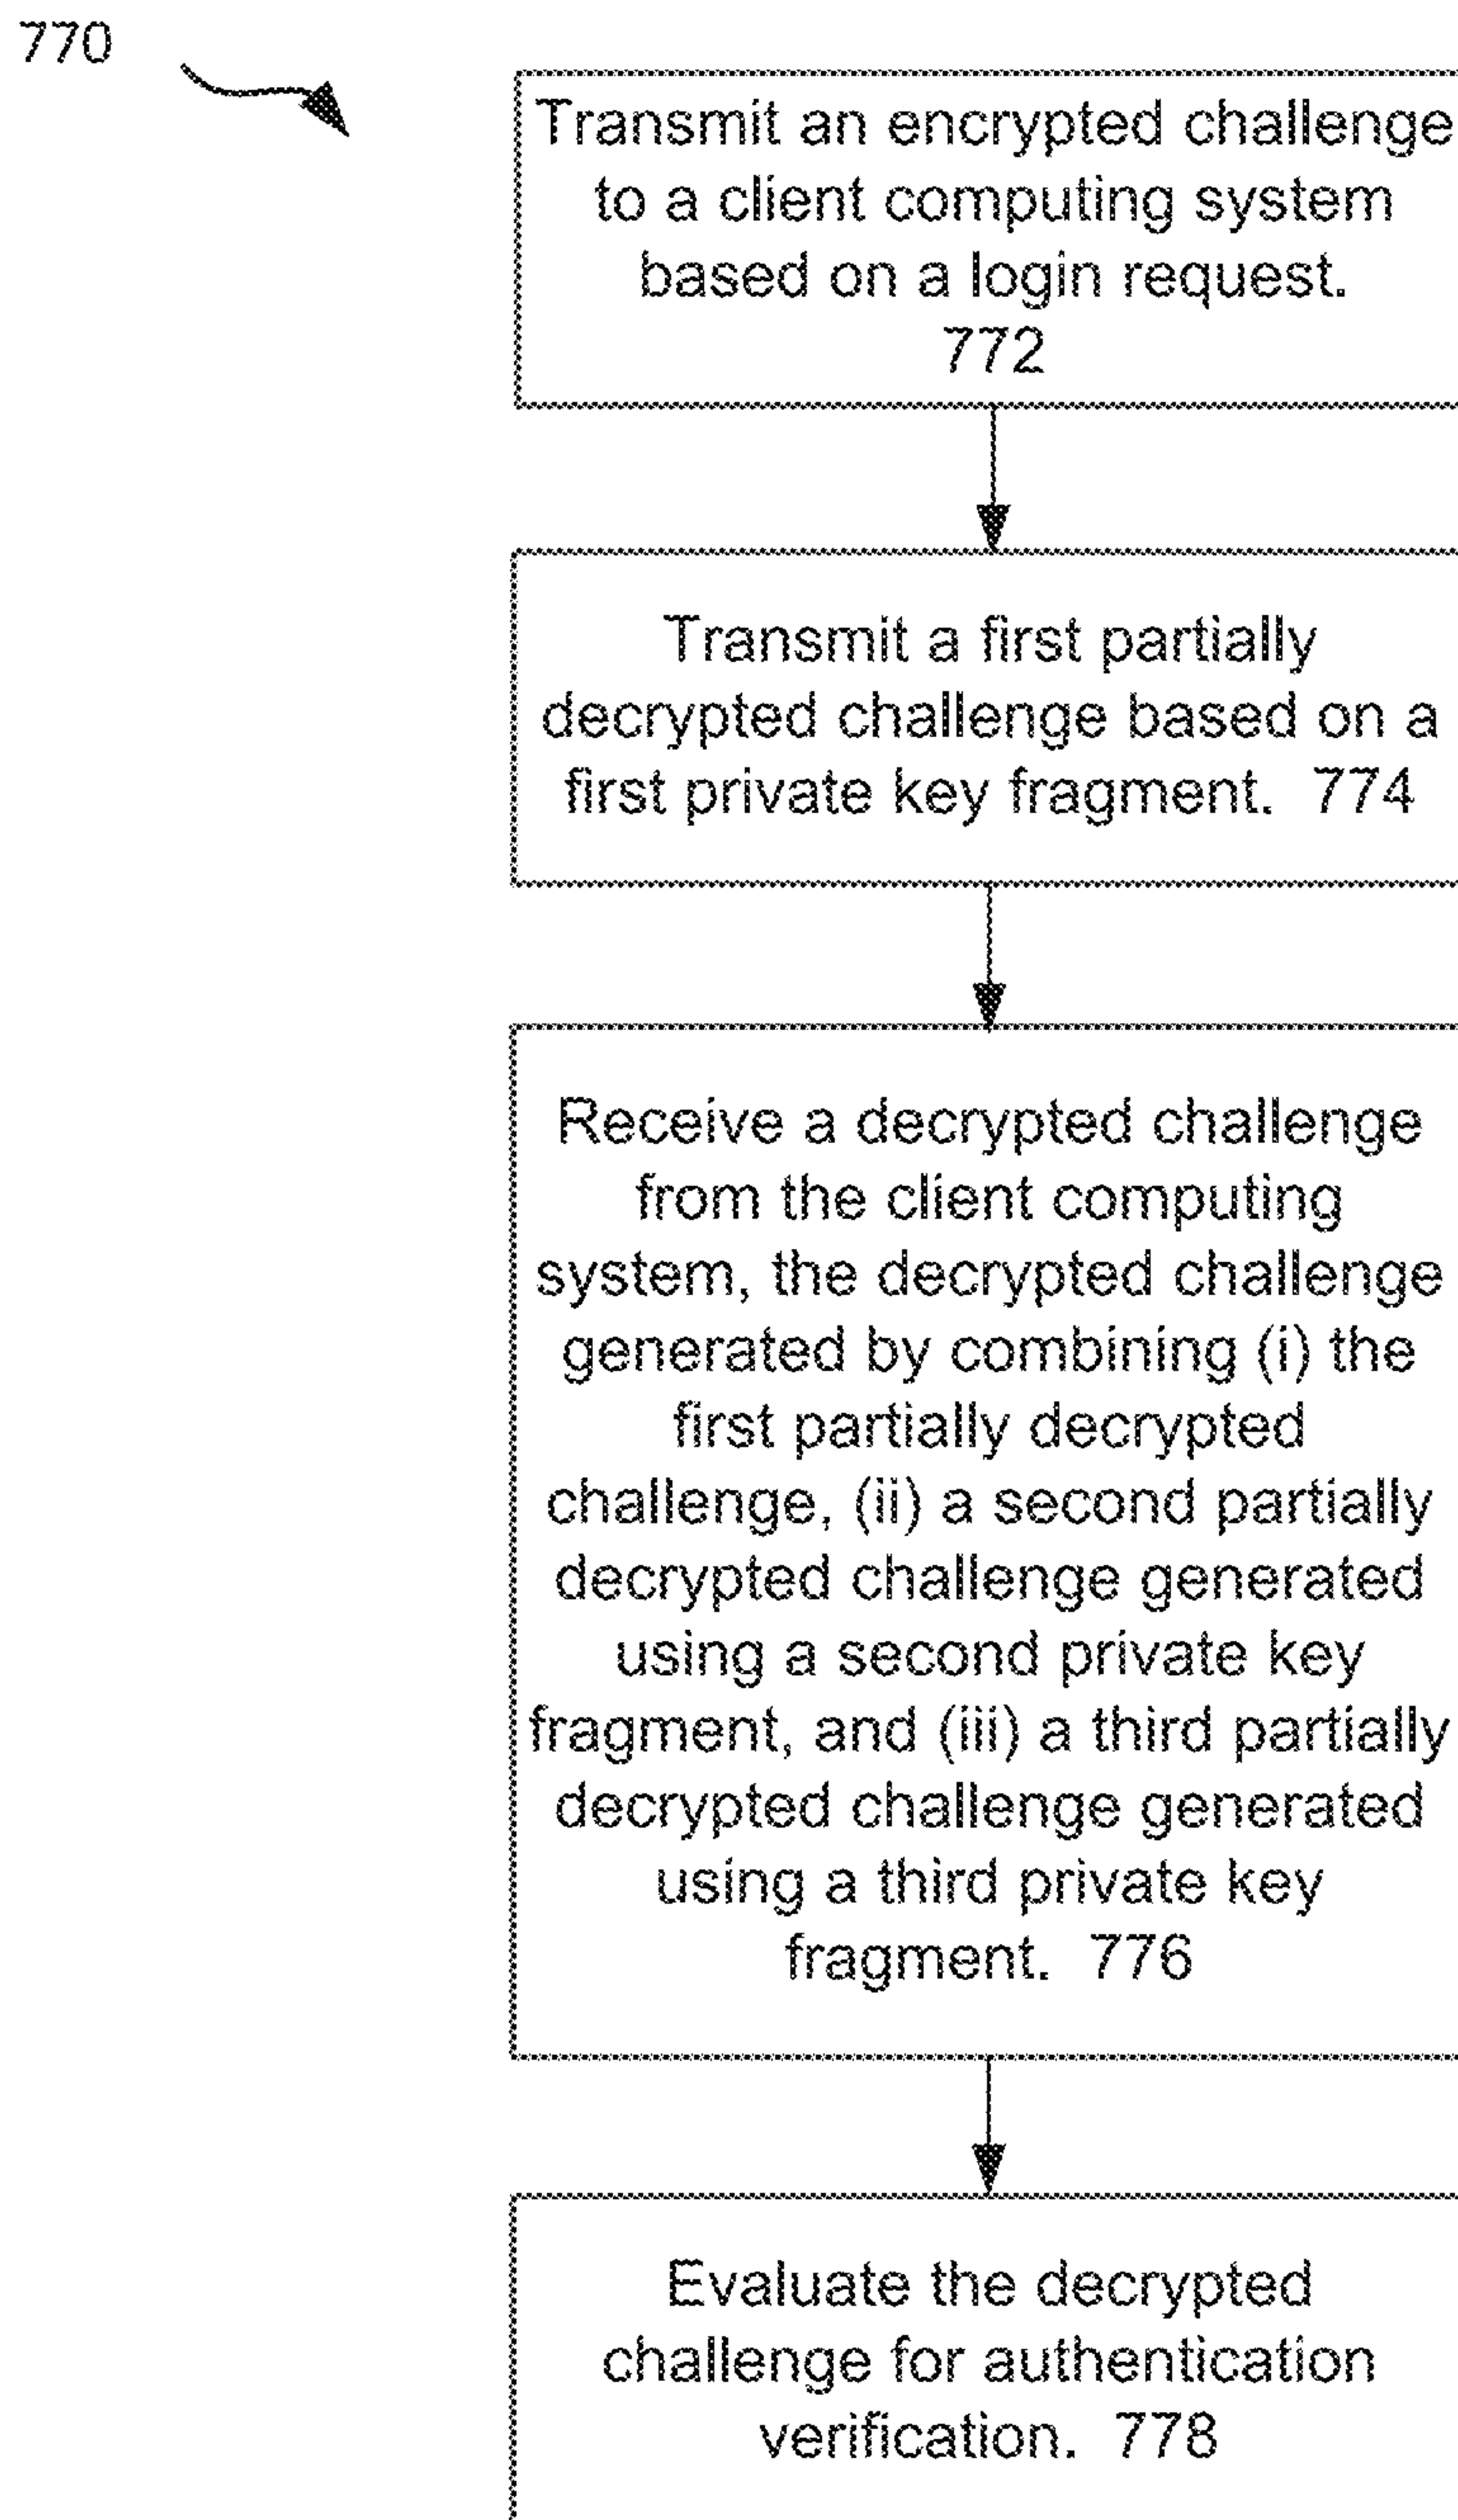 770
Transmit an encrypted challenge
to a client computing system
based on a login request.
772
Transmit a first partially
decrypted challenge based on a
first private key fragment. 774
Receive a decrypted challenge
from the client computing
system, the decrypted challenge
generated by combining (i) the
first partially decrypted
challenge, (ii) a second partially
decrypted challenge generated
using a second private key
fragment, and (iii) a third partially
decrypted challenge generated
using a third private key
fragment. 776
Evaluate the decrypted
challenge for authentication
verification. 778